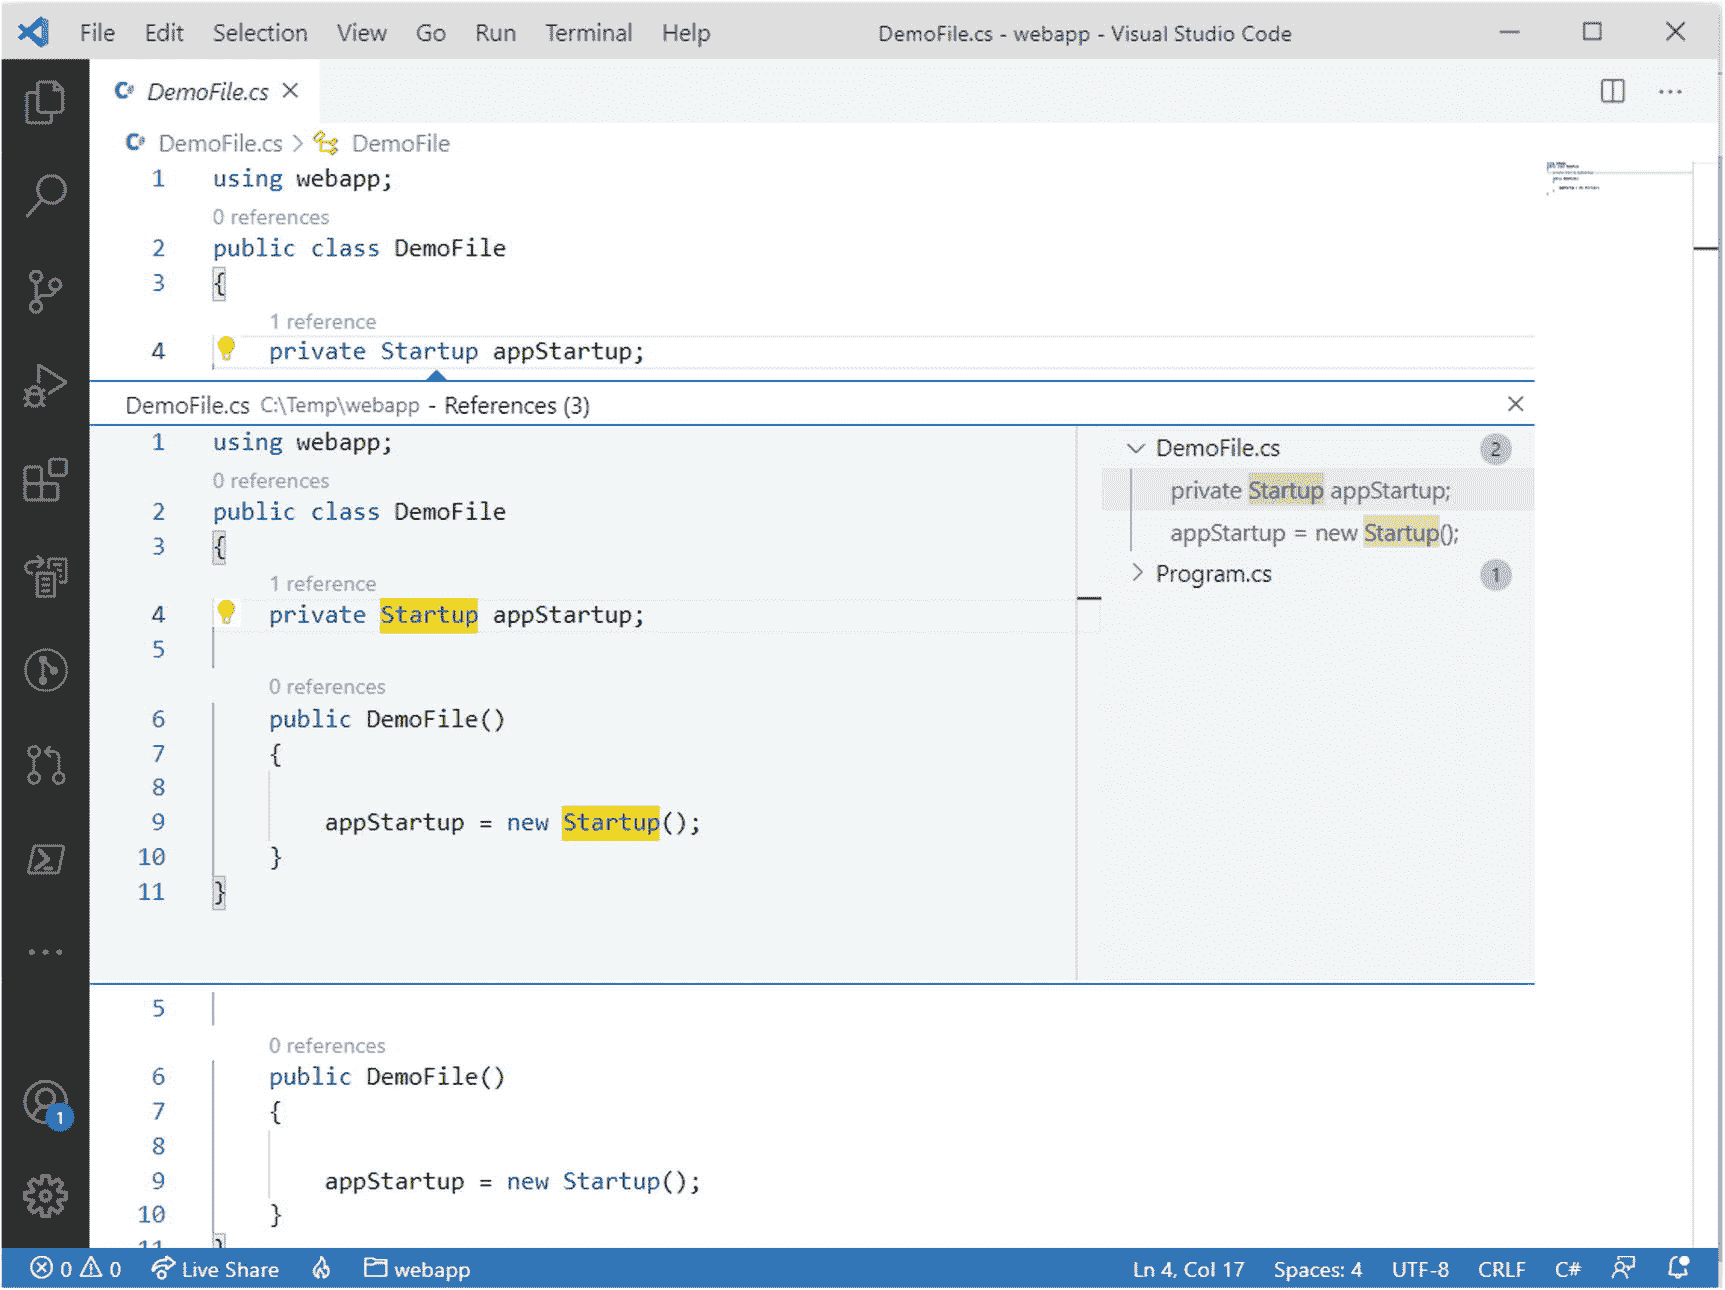 File Edit Selection View Go Run Terminal Help DemoFile.cs - webapp - Visual Studio Code
DemoFile.cs
DemoFile.cs > DemoFile
1 using webapp;
0 references
2 public class DemoFile
3 {
1 reference
4 private Startup appStartup;
DemoFile.cs C:\Temp\webapp - References (3)
1 using webapp;
0 references
2 public class DemoFile
3 {
1 reference
4 private Startup appStartup;
5
0 references
6 public DemoFile()
7 {
8
9 appStartup = new Startup();
10 }
11 }
DemoFile.cs 2
private Startup appStartup;
appStartup = new Startup();
Program.cs 1
5
0 references
6 public DemoFile()
7 {
8
9 appStartup = new Startup();
10 }
11 }
1
0 0 Live Share webapp Ln 4, Col 17 Spaces: 4 UTF-8 CRLF C#